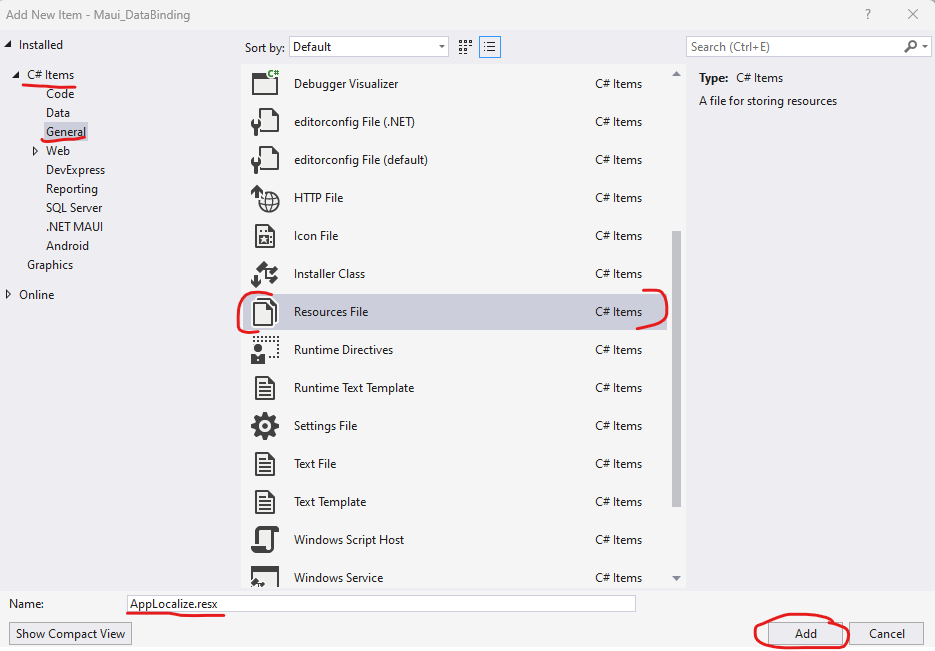 Add New Item - Maui_DataBinding
?
Installed
C# Items
Code
Data
General
Web
DevExpress
Reporting
SQL Server
.NET MAUI
Android
Graphics
Online
Sort by: Default
C#
Debugger Visualizer C# Items
editorconfig File (.NET) C# Items
editorconfig File (default) C# Items
HTTP File C# Items
Icon File C# Items
Installer Class C# Items
Resources File C# Items
Runtime Directives C# Items
Runtime Text Template C# Items
Settings File C# Items
Text File C# Items
Text Template C# Items
Windows Script Host C# Items
Windows Service C# Items
Search (Ctrl+E)
Type: C# Items
A file for storing resources
Name: AppLocalize.resx
Show Compact View
Add
Cancel